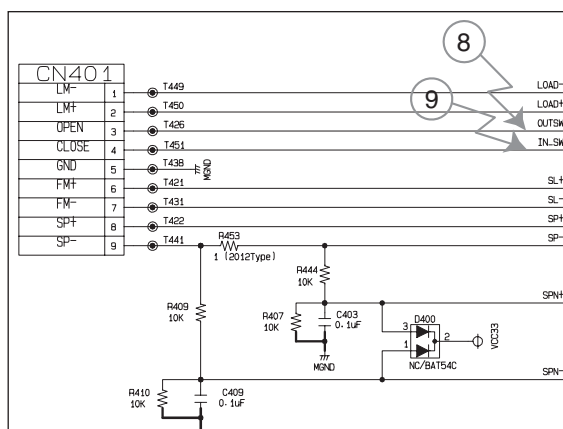 8
CN401
LM- 1 T449 LOAD-
LM+ 2 T450 LOAD+
OPEN 3 T426 OUTSW
9
CLOSE 4 T451 IN_SW
GND 5 T438 MGND
FM+ 6 T421 SL+
FM- 7 T431 SL-
SP+ 8 T422 SP+
SP- 9 T441 SP-
R453
1 (2012Type)
R444
10K
R409
10K
R407
10K
C403
0.1uF
MGND
SPN+
D400
3
1
2
VCC33
NC/BAT54C
SPN-
R410
10K
C409
0.1uF